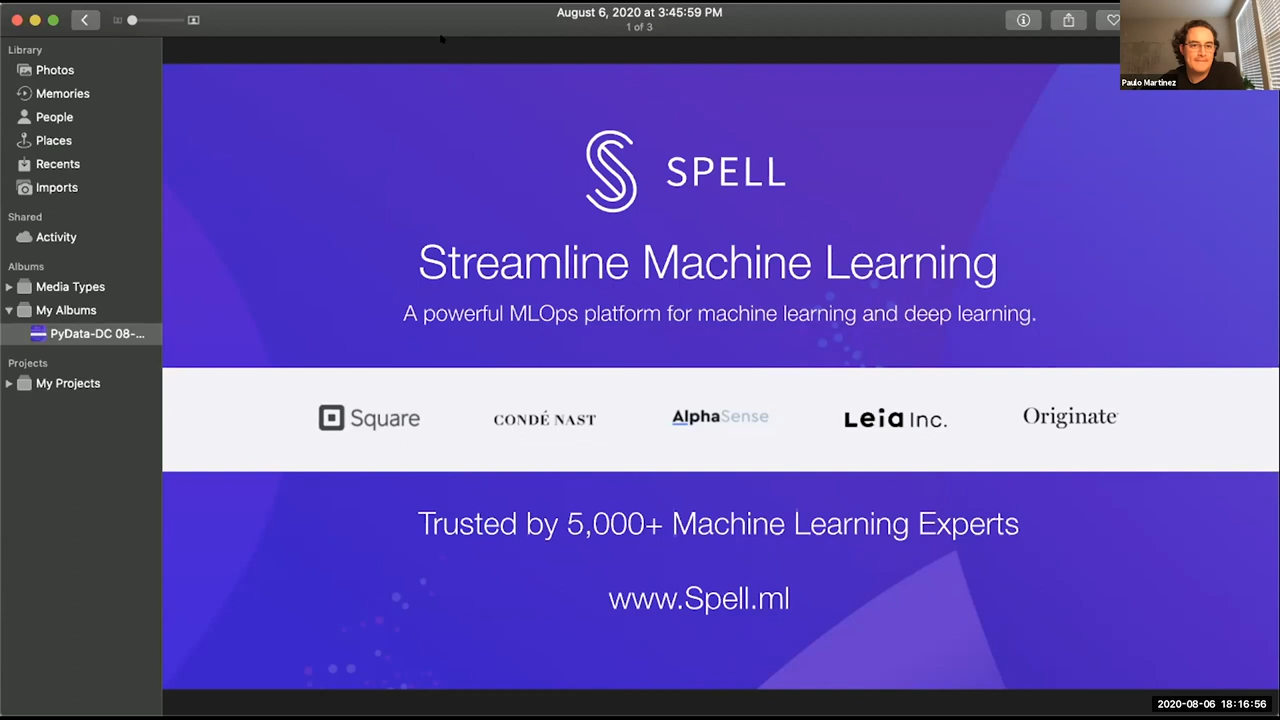 August 6, 2020 at 3:45:59 PM
1 of 3
Library
Photos
Memories
People
Places
Recents
Imports
Shared
Activity
Albums
Media Types
My Albums
PyData-DC 08-...
Projects
My Projects
SPELL
Streamline Machine Learning
A powerful MLOps platform for machine learning and deep learning.
Square
CONDÉ NAST
AlphaSense
Leia Inc.
Originate
Trusted by 5,000+ Machine Learning Experts
www.Spell.ml
Paulo Martinez
2020-08-06 18:16:56